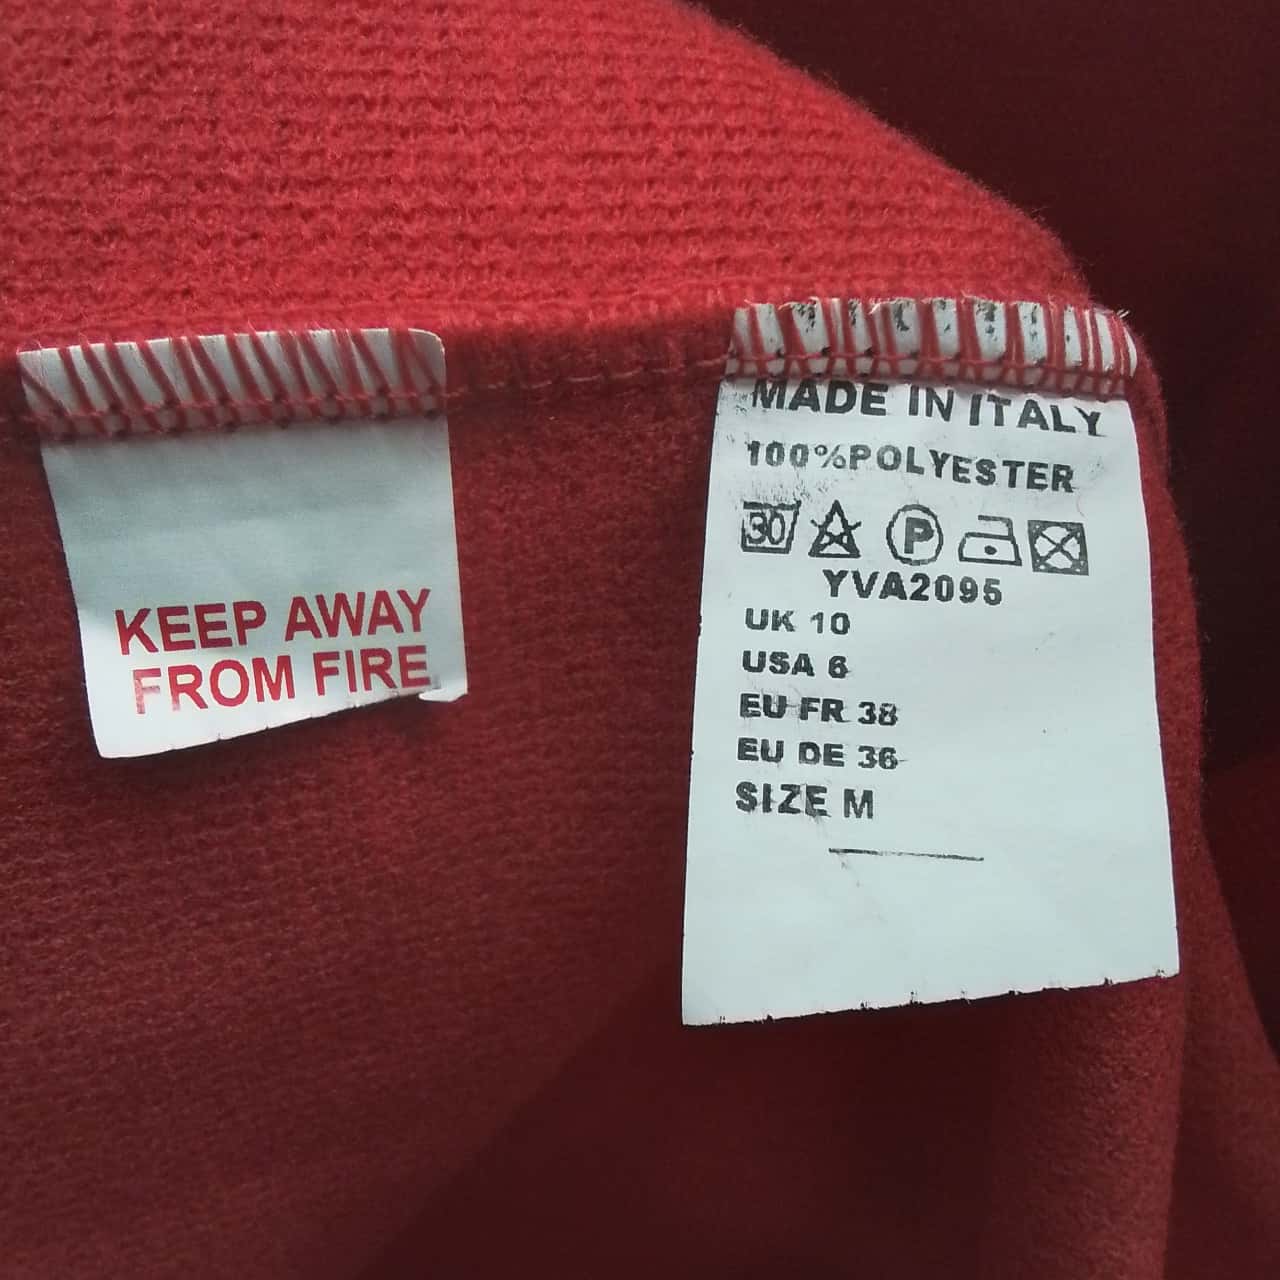 KEEP AWAY
FROM FIRE
MADE IN ITALY
100%POLYESTER
30 P
YVA2095
UK 10
USA 6
EU FR 38
EU DE 36
SIZE M